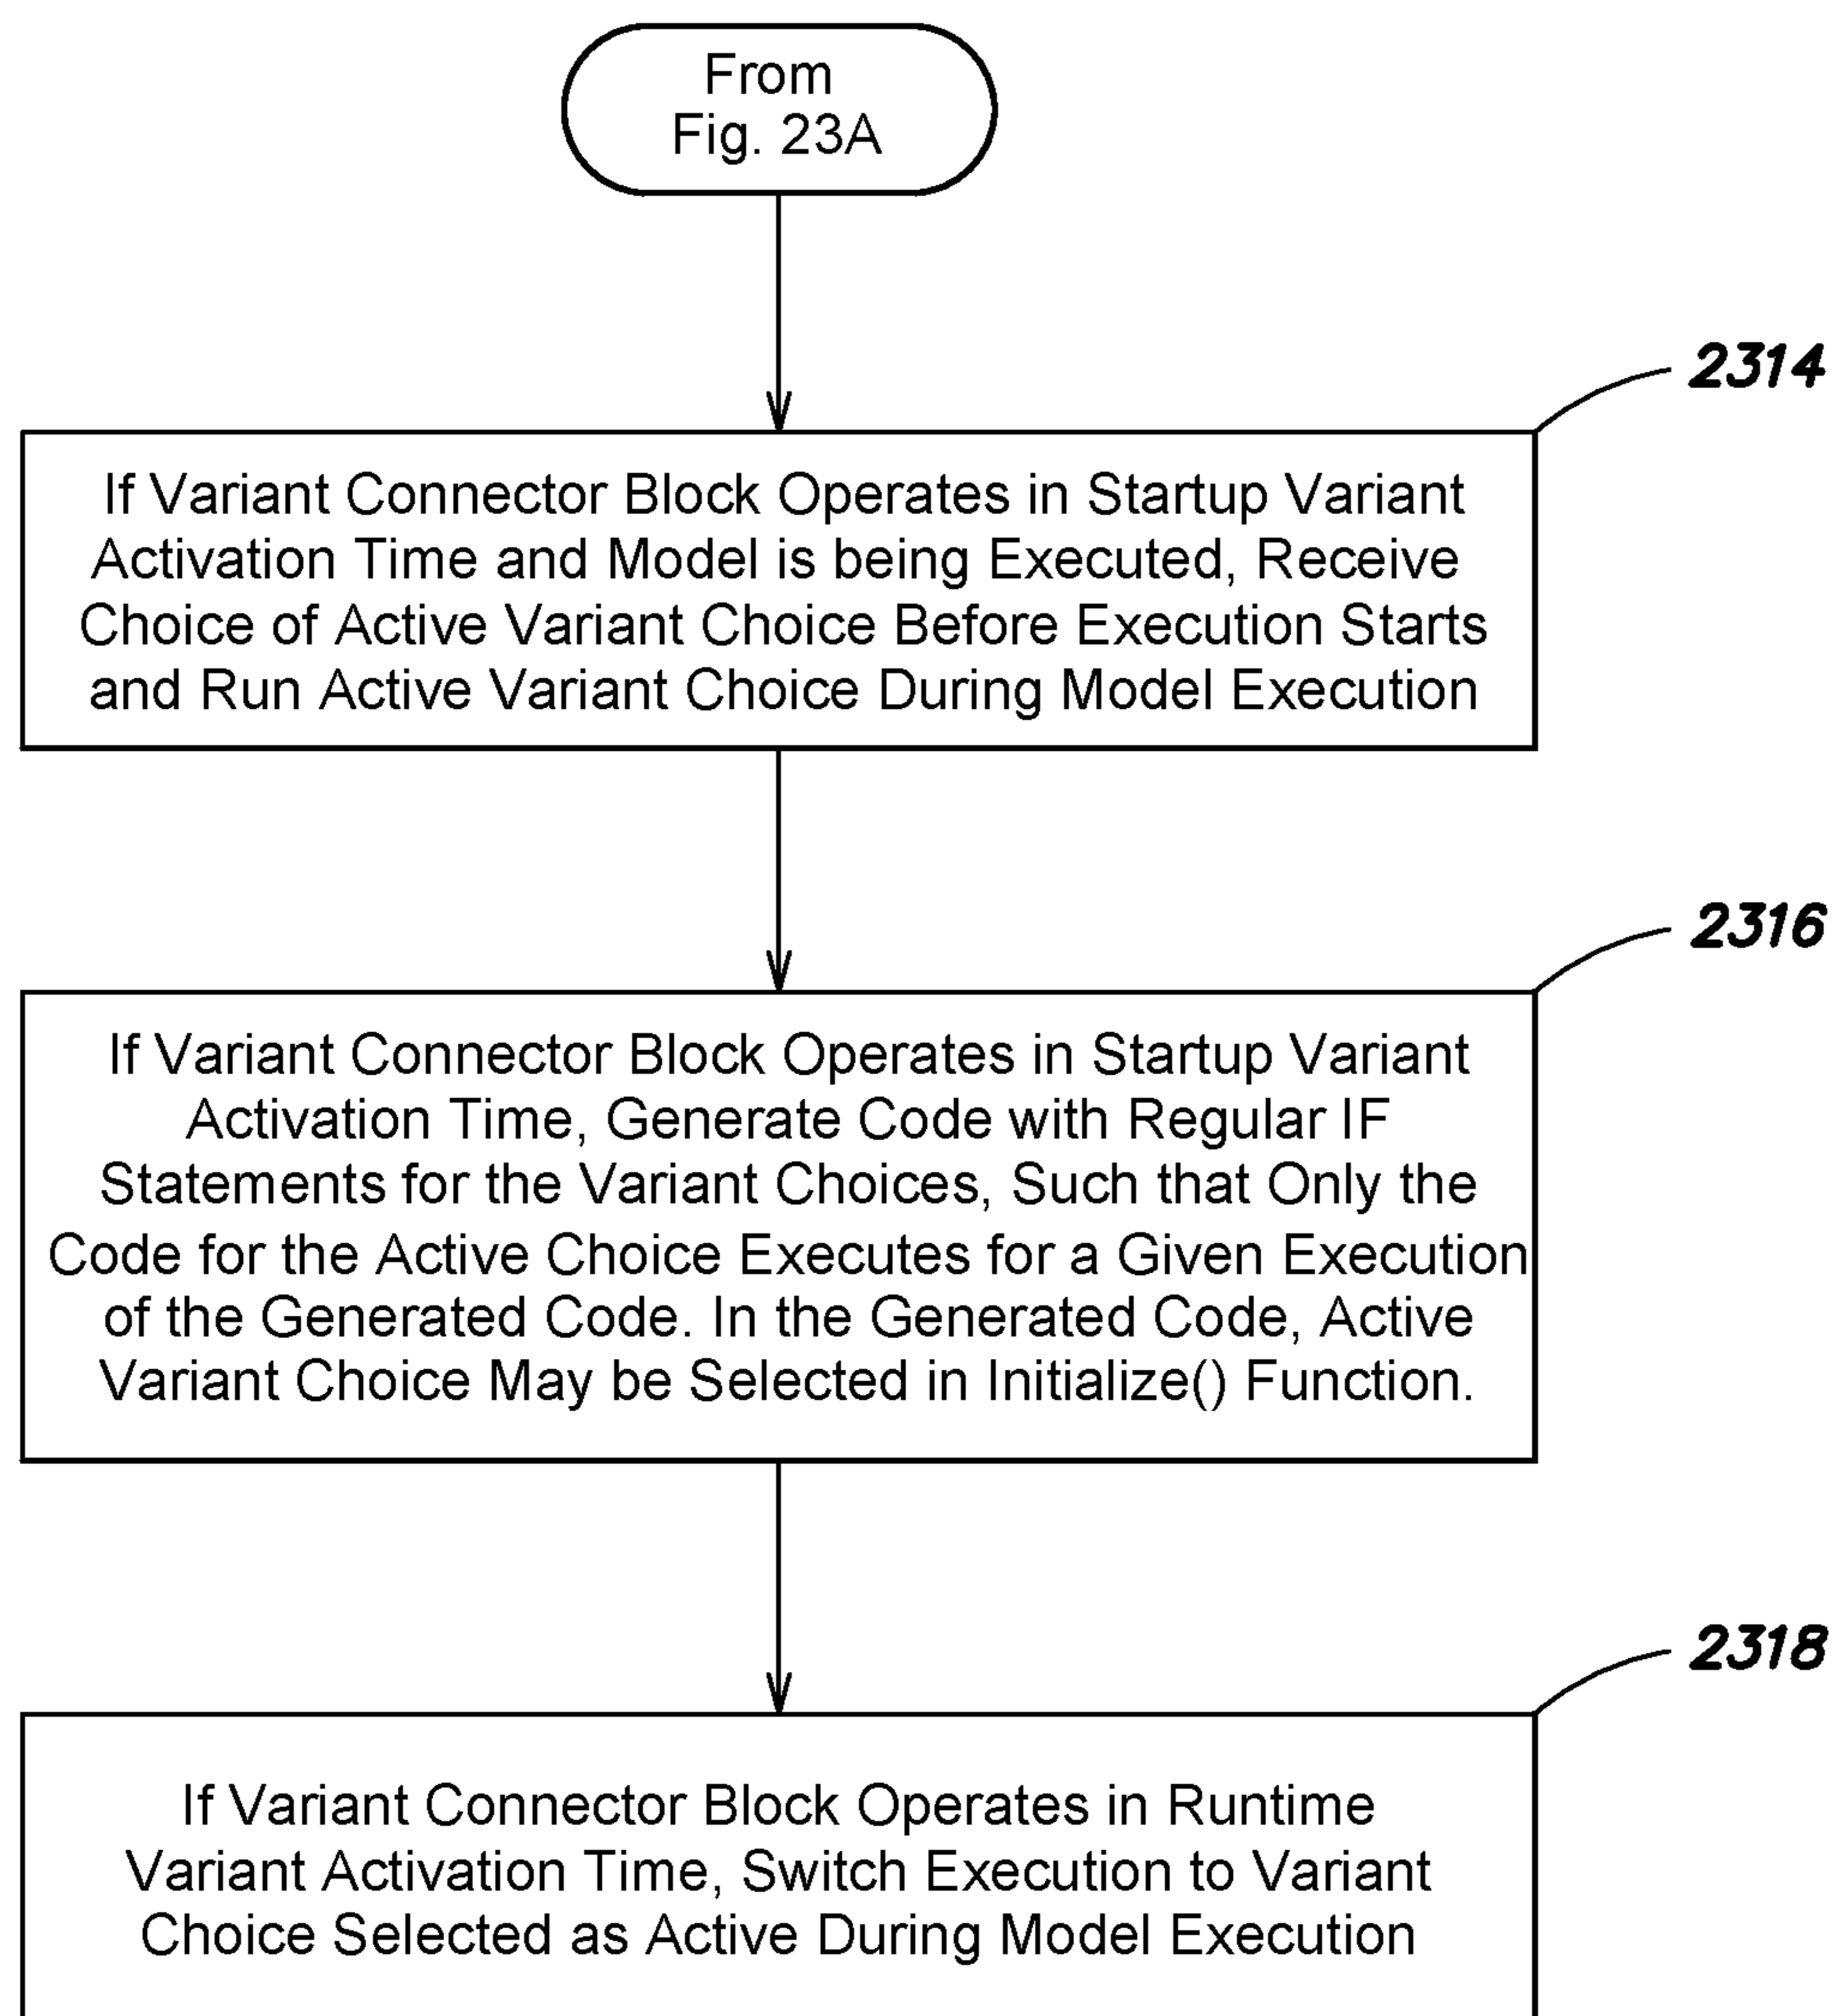 From
Fig. 23A
2314
If Variant Connector Block Operates in Startup Variant
Activation Time and Model is being Executed, Receive
Choice of Active Variant Choice Before Execution Starts
and Run Active Variant Choice During Model Execution
2316
If Variant Connector Block Operates in Startup Variant
Activation Time, Generate Code with Regular IF
Statements for the Variant Choices, Such that Only the
Code for the Active Choice Executes for a Given Execution
of the Generated Code. In the Generated Code, Active
Variant Choice May be Selected in Initialize() Function.
2318
If Variant Connector Block Operates in Runtime
Variant Activation Time, Switch Execution to Variant
Choice Selected as Active During Model Execution